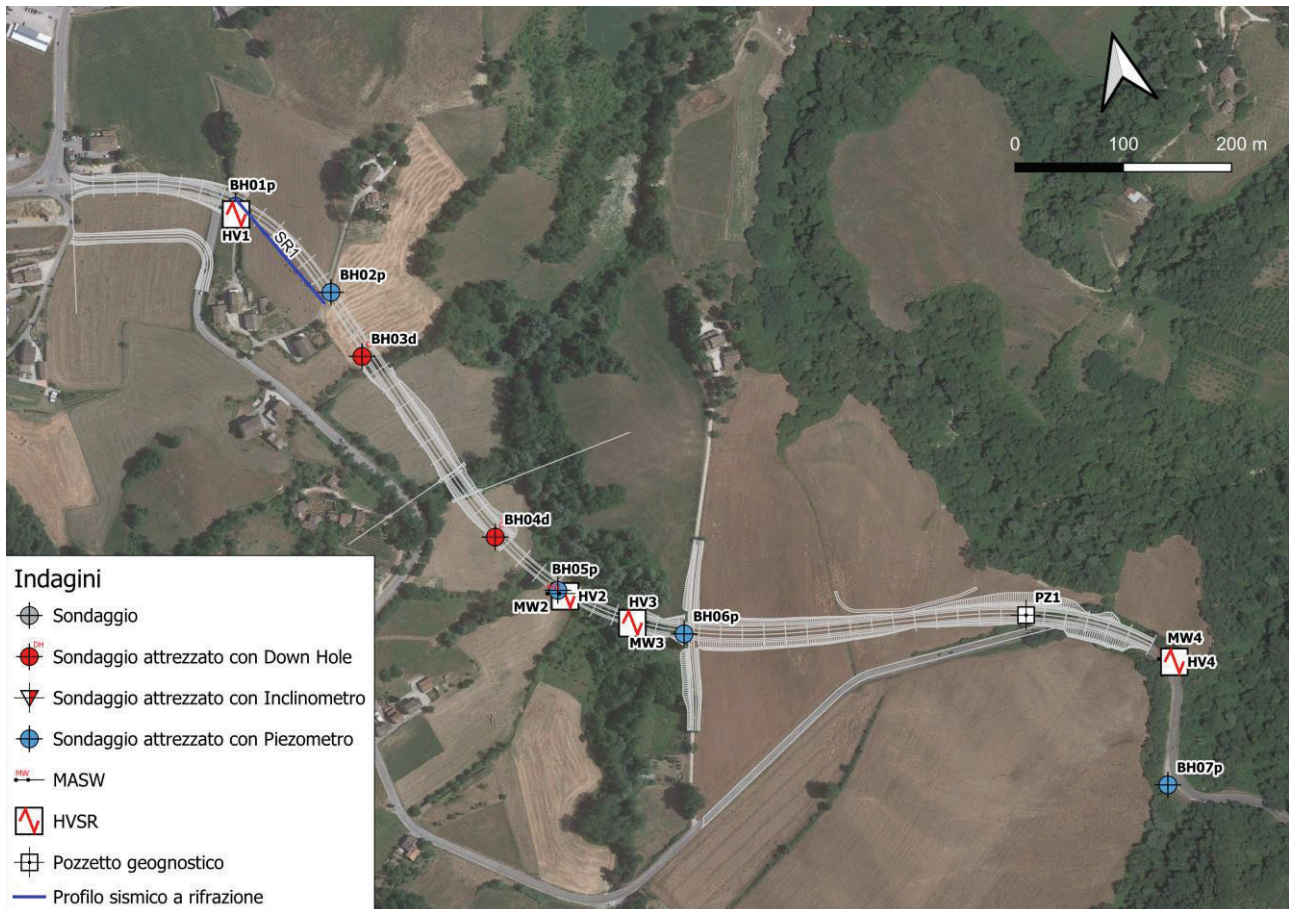 0 100 200 m
BH01p
HV1
SR1
BH02p
BH03d
BH04d
BH05p
HV2
MW2
HV3
MW3
BH06p
PZ1
MW4
HV4
BH07p
Indagini
Sondaggio
DH
Sondaggio attrezzato con Down Hole
Sondaggio attrezzato con Inclinometro
Sondaggio attrezzato con Piezometro
MW
MASW
HVSR
Pozzetto geognostico
Profilo sismico a rifrazione